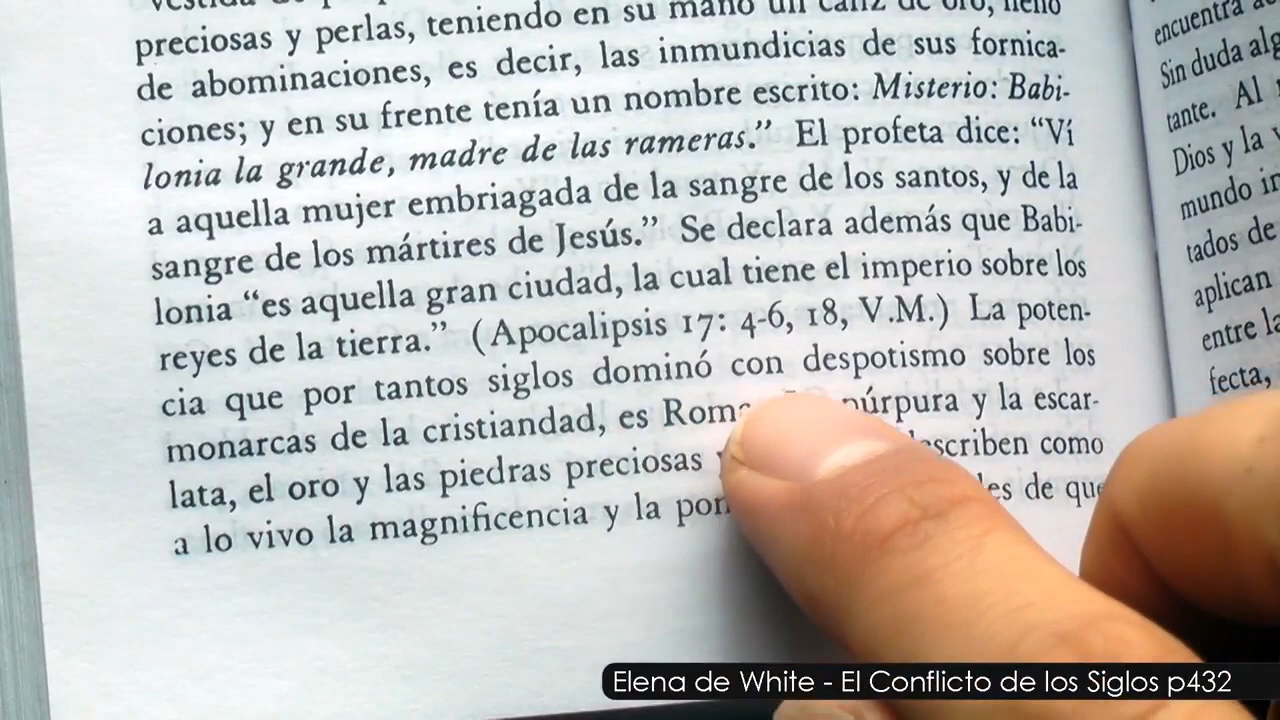 preciosas y perlas, teniendo en su mano un cáliz de oro, lleno
de abominaciones, es decir, las inmundicias de sus fornica-
ciones; y en su frente tenía un nombre escrito: Misterio: Babi-
lonia la grande, madre de las rameras.” El profeta dice: “Ví
a aquella mujer embriagada de la sangre de los santos, y de la
sangre de los mártires de Jesús.” Se declara además que Babi-
lonia “es aquella gran ciudad, la cual tiene el imperio sobre los
reyes de la tierra.” (Apocalipsis 17: 4-6, 18, V.M.) La poten-
cia que por tantos siglos dominó con despotismo sobre los
monarcas de la cristiandad, es Roma púrpura y la escar-
lata, el oro y las piedras preciosas como
a lo vivo la magnificencia y la de que
encuentra
Sin duda
tante. Al
Dios y la
mundo
tados de
aplican
entre
fecta,
Elena de White - El Conflicto de los Siglos p432